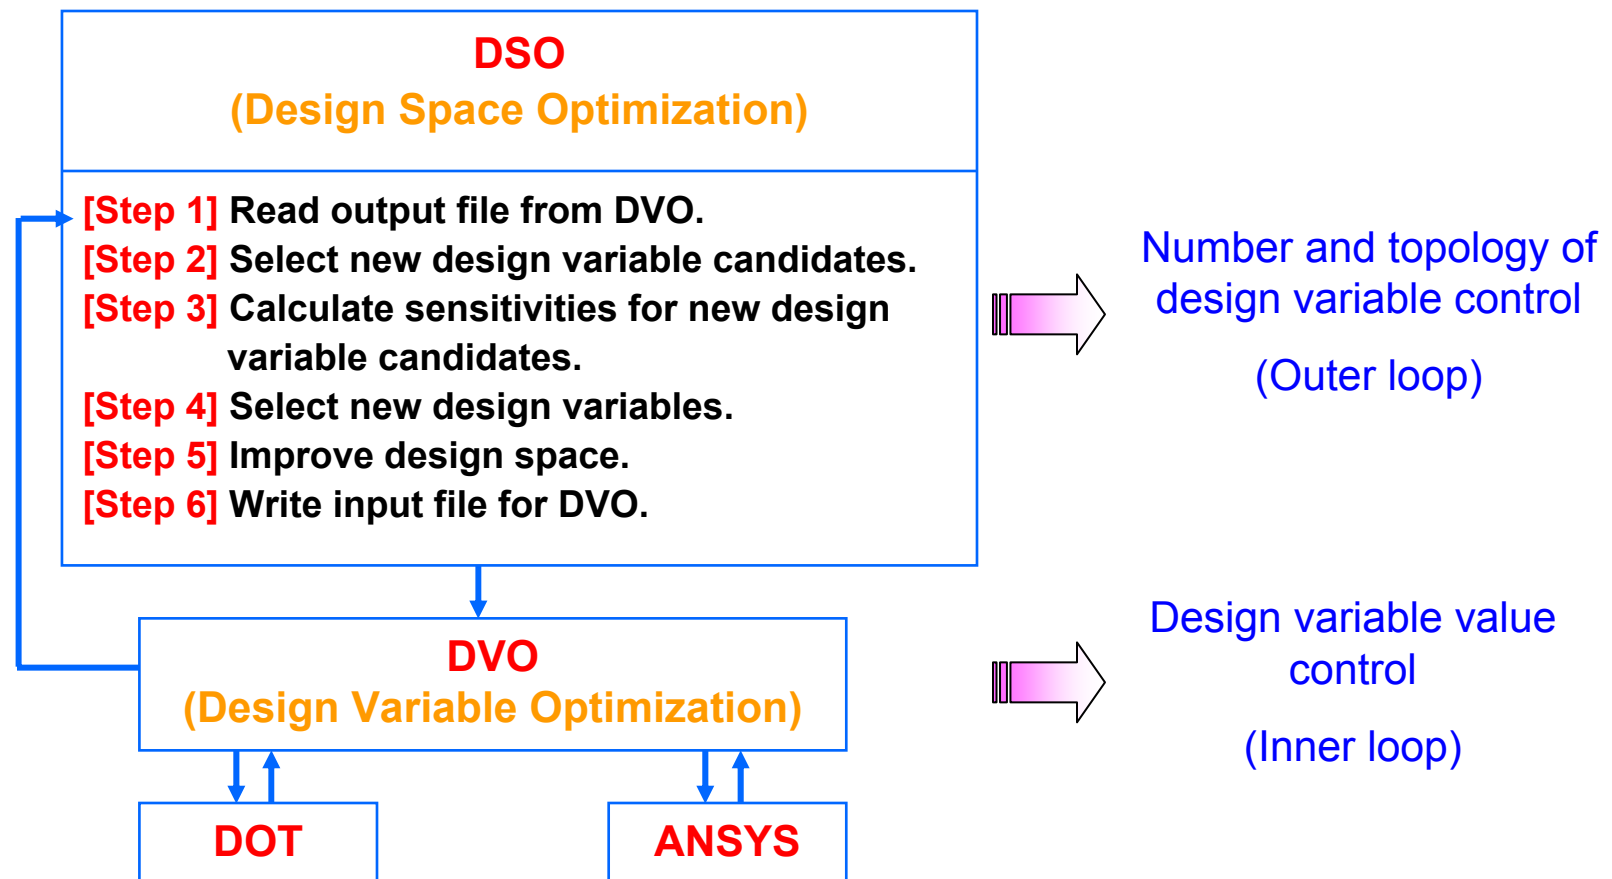 DSO
(Design Space Optimization)
[Step 1] Read output file from DVO.
[Step 2] Select new design variable candidates.
[Step 3] Calculate sensitivities for new design
variable candidates.
[Step 4] Select new design variables.
[Step 5] Improve design space.
[Step 6] Write input file for DVO.
Number and topology of
design variable control
(Outer loop)
DVO
(Design Variable Optimization)
Design variable value
control
(Inner loop)
DOT
ANSYS